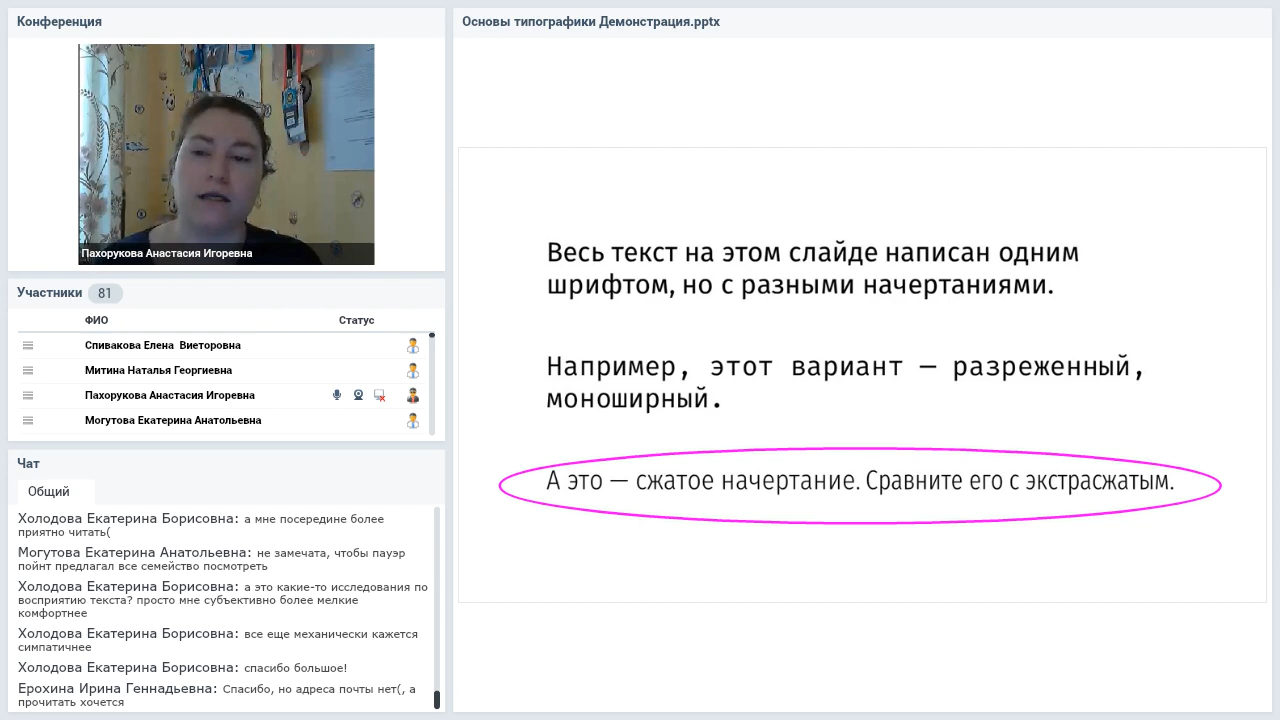 Конференция
Пахорукова Анастасия Игоревна
Участники 81
ФИО Статус
Спивакова Елена Виеторовна
Митина Наталья Георгиевна
Пахорукова Анастасия Игоревна
Могутова Екатерина Анатольевна
Чат
Общий
Холодова Екатерина Борисовна: а мне посередине более
приятно читать(
Могутова Екатерина Анатольевна: не замечата, чтобы пауэр
пойнт предлагал все семейство посмотреть
Холодова Екатерина Борисовна: а это какие-то исследования по
восприятию текста? просто мне субъективно более мелкие
комфортнее
Холодова Екатерина Борисовна: все еще механически кажется
симпатичнее
Холодова Екатерина Борисовна: спасибо большое!
Ерохина Ирина Геннадьевна: Спасибо, но адреса почты нет(, а
прочитать хочется
Основы типографики Демонстрация.pptx
Весь текст на этом слайде написан одним
шрифтом, но с разными начертаниями.
Например, этот вариант — разреженный,
моноширный.
А это — сжатое начертание. Сравните его с экстрасжатым.